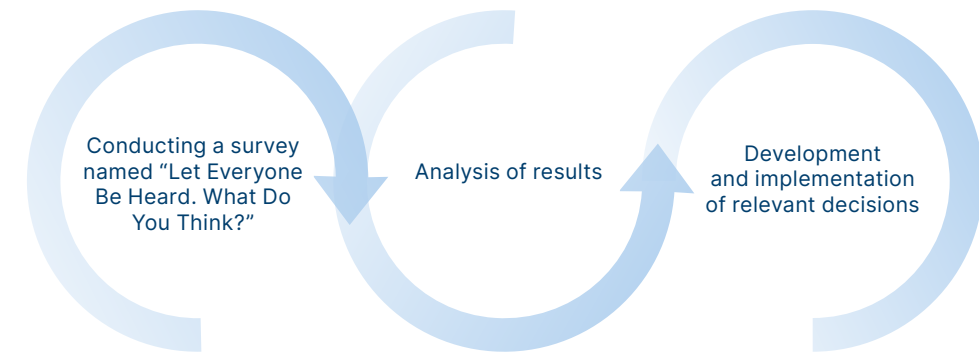 Conducting a survey
named “Let Everyone
Be Heard. What Do
You Think?”
Analysis of results
Development
and implementation
of relevant decisions